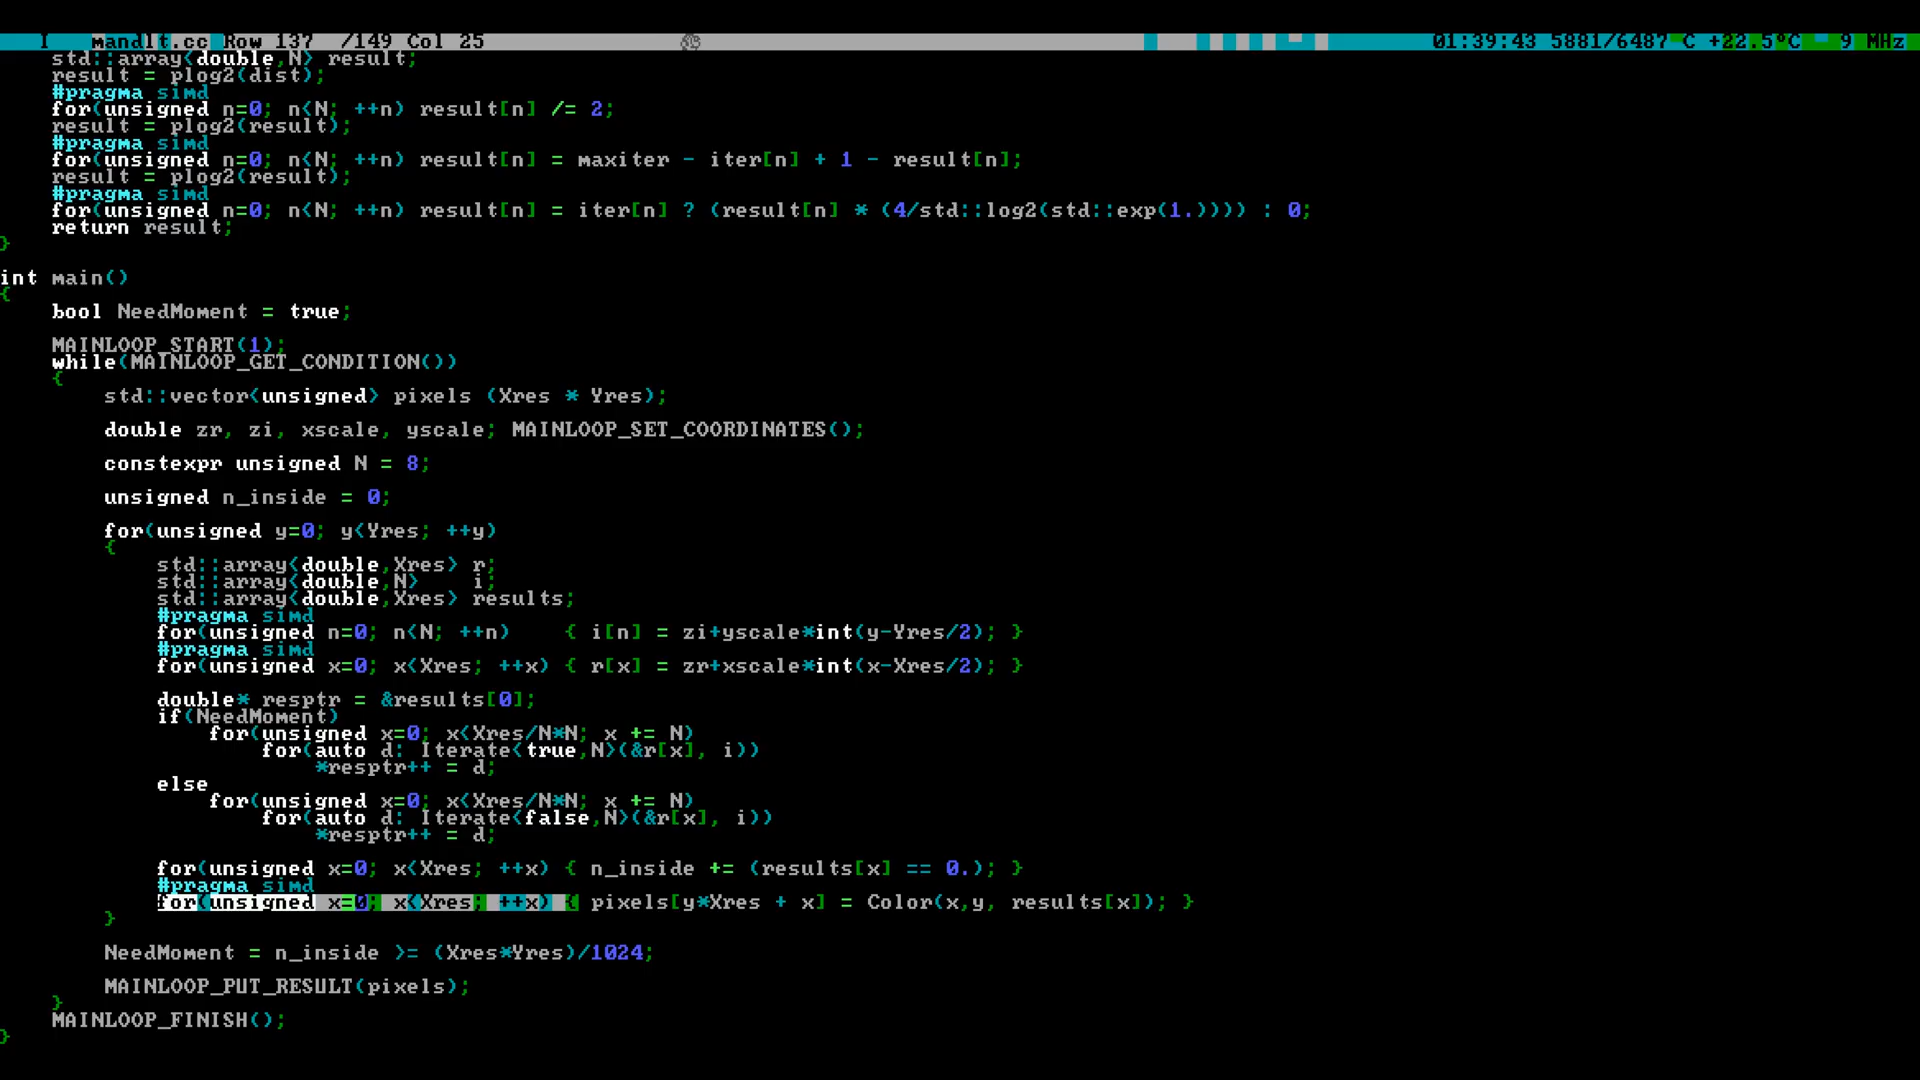 I mandlt.cc Row 137 /149 Col 25 01:39:43 5881/6487 C +22.5°C 9 MHz
    std::array<double,N> result;
    result = plog2(dist);
    #pragma simd
    for(unsigned n=0; n<N; ++n) result[n] /= 2;
    result = plog2(result);
    #pragma simd
    for(unsigned n=0; n<N; ++n) result[n] = maxiter - iter[n] + 1 - result[n];
    result = plog2(result);
    #pragma simd
    for(unsigned n=0; n<N; ++n) result[n] = iter[n] ? (result[n] * (4/std::log2(std::exp(1.)))) : 0;
    return result;
}
int main()
{
    bool NeedMoment = true;
    MAINLOOP_START(1);
    while(MAINLOOP_GET_CONDITION())
    {
        std::vector<unsigned> pixels (Xres * Yres);
        double zr, zi, xscale, yscale; MAINLOOP_SET_COORDINATES();
        constexpr unsigned N = 8;
        unsigned n_inside = 0;
        for(unsigned y=0; y<Yres; ++y)
        {
            std::array<double,Xres> r;
            std::array<double,N>    i;
            std::array<double,Xres> results;
            #pragma simd
            for(unsigned n=0; n<N; ++n)    { i[n] = zi+yscale*int(y-Yres/2); }
            #pragma simd
            for(unsigned x=0; x<Xres; ++x) { r[x] = zr+xscale*int(x-Xres/2); }
            double* resptr = &results[0];
            if(NeedMoment)
                for(unsigned x=0; x<Xres/N*N; x += N)
                    for(auto d: Iterate<true,N>(&r[x], i))
                        *resptr++ = d;
            else
                for(unsigned x=0; x<Xres/N*N; x += N)
                    for(auto d: Iterate<false,N>(&r[x], i))
                        *resptr++ = d;
            for(unsigned x=0; x<Xres; ++x) { n_inside += (results[x] == 0.); }
            #pragma simd
            for(unsigned x=0; x<Xres; ++x) { pixels[y*Xres + x] = Color(x,y, results[x]); }
        }
        NeedMoment = n_inside >= (Xres*Yres)/1024;
        MAINLOOP_PUT_RESULT(pixels);
    }
    MAINLOOP_FINISH();
}